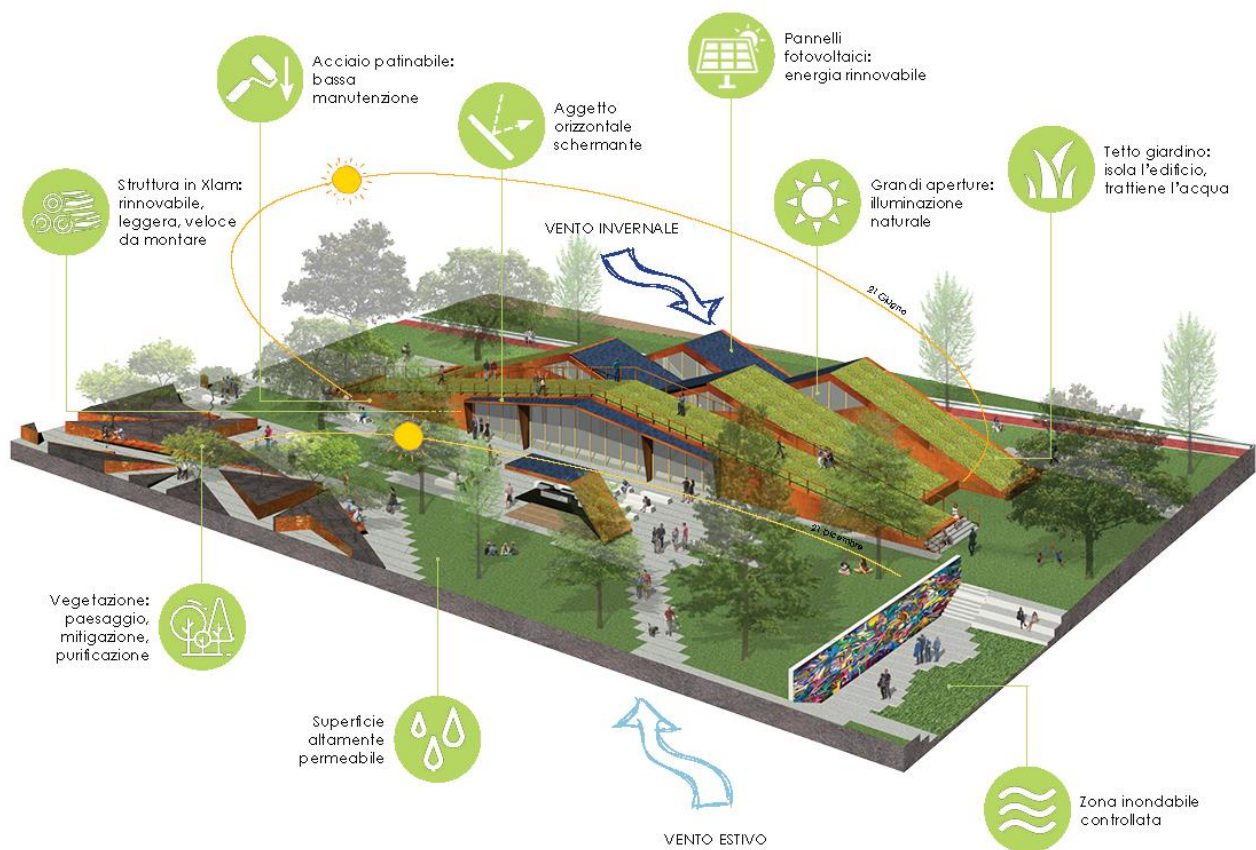 Acciaio patinabile:
bassa
manutenzione
Pannelli
fotovoltaici:
energia rinnovabile
Aggetto
orizzontale
schermante
Tetto giardino:
isola l'edificio,
trattiene l'acqua
Struttura in Xlam:
rinnovabile,
leggera, veloce
da montare
Grandi aperture:
illuminazione
naturale
VENTO INVERNALE
21 Giugno
21 Dicembre
Vegetazione:
paesaggio,
mitigazione,
purificazione
Superficie
altamente
permeabile
Zona inondabile
controllata
VENTO ESTIVO